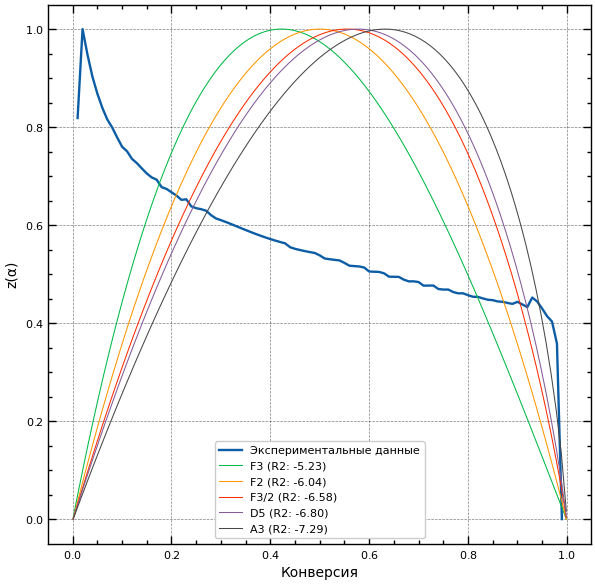 1.0
0.8
0.6
0.4
0.2
0.0
z(α)
Экспериментальные данные
F3 (R2: -5.23)
F2 (R2: -6.04)
F3/2 (R2: -6.58)
D5 (R2: -6.80)
A3 (R2: -7.29)
0.0 0.2 0.4 0.6 0.8 1.0
Конверсия